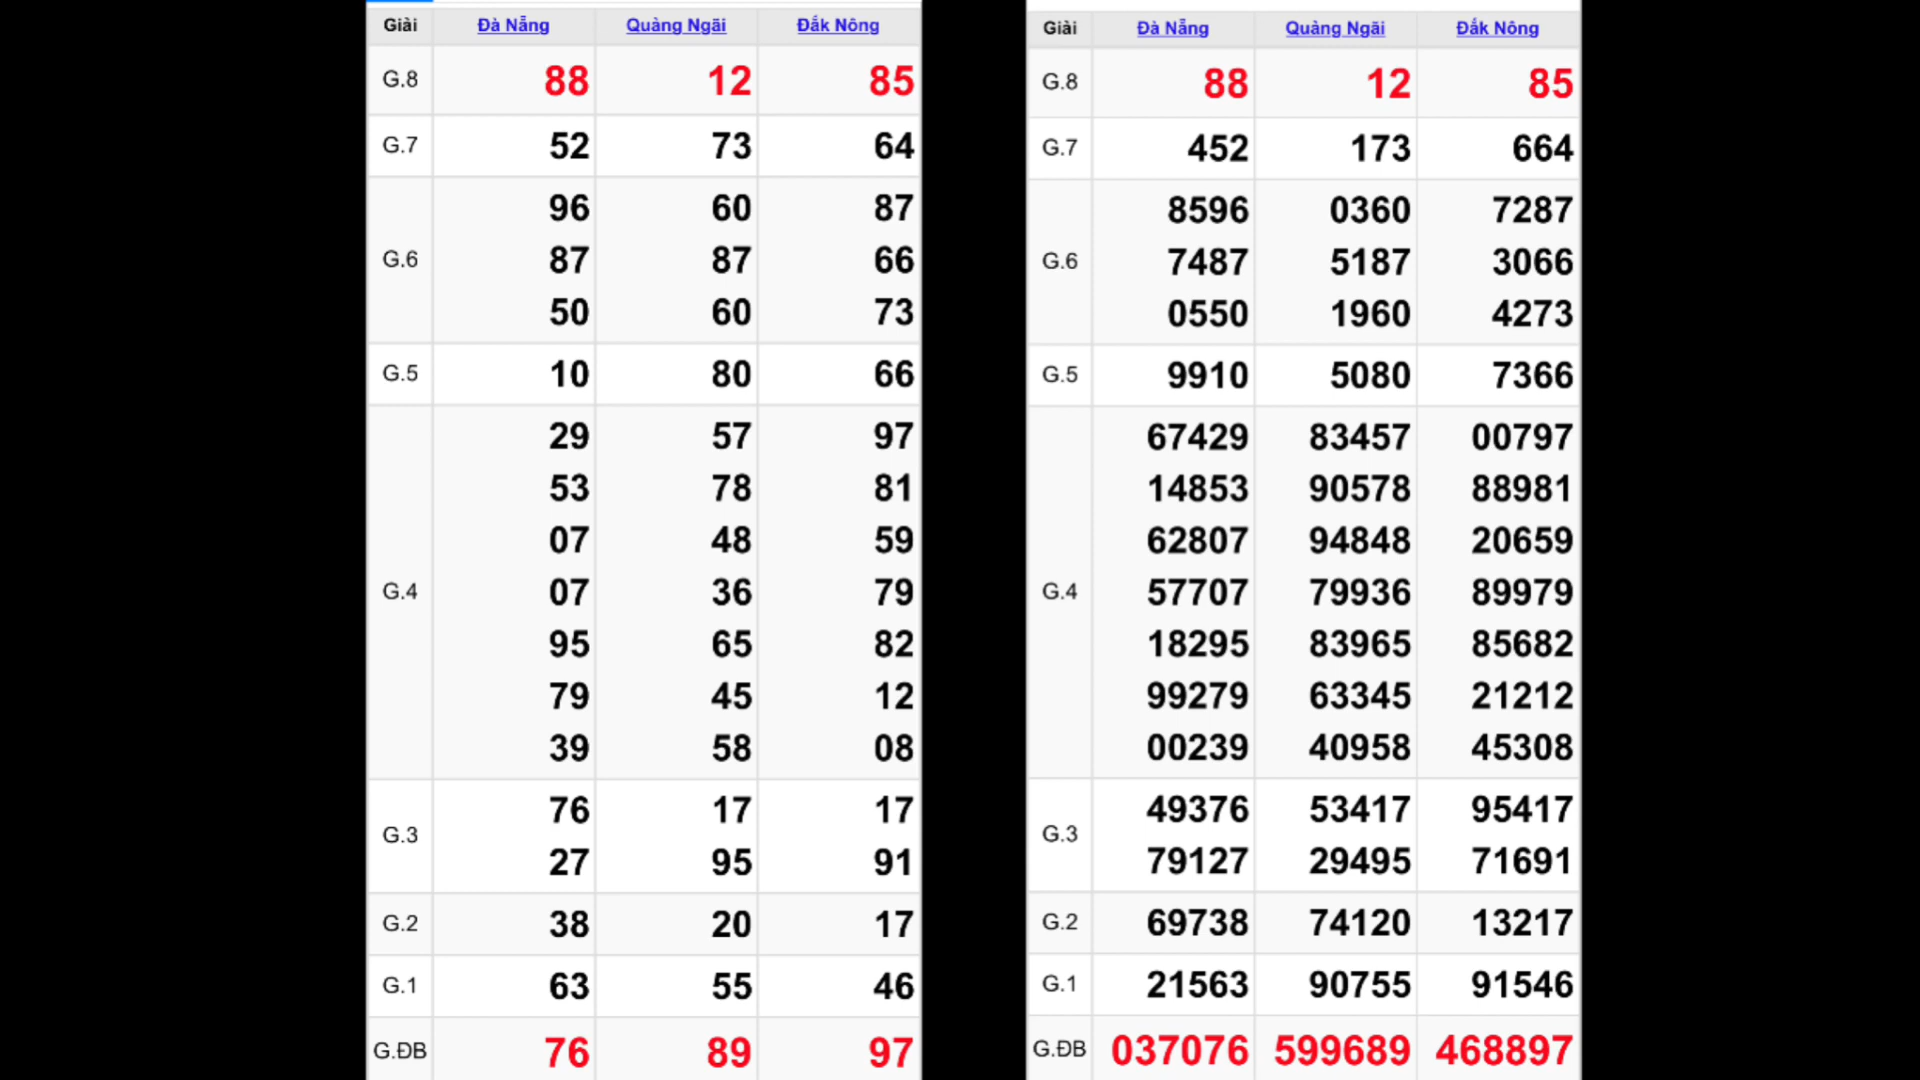 Giải Đà Nẵng Quảng Ngãi Đắk Nông
G.8 88 12 85
G.7 52 73 64
96 60 87
G.6 87 87 66
50 60 73
G.5 10 80 66
29 57 97
53 78 81
07 48 59
G.4 07 36 79
95 65 82
79 45 12
39 58 08
G.3 76 17 17
27 95 91
G.2 38 20 17
G.1 63 55 46
G.ĐB 76 89 97
Giải Đà Nẵng Quảng Ngãi Đắk Nông
G.8 88 12 85
G.7 452 173 664
8596 0360 7287
G.6 7487 5187 3066
0550 1960 4273
G.5 9910 5080 7366
67429 83457 00797
14853 90578 88981
62807 94848 20659
G.4 57707 79936 89979
18295 83965 85682
99279 63345 21212
00239 40958 45308
G.3 49376 53417 95417
79127 29495 71691
G.2 69738 74120 13217
G.1 21563 90755 91546
G.ĐB 037076 599689 468897